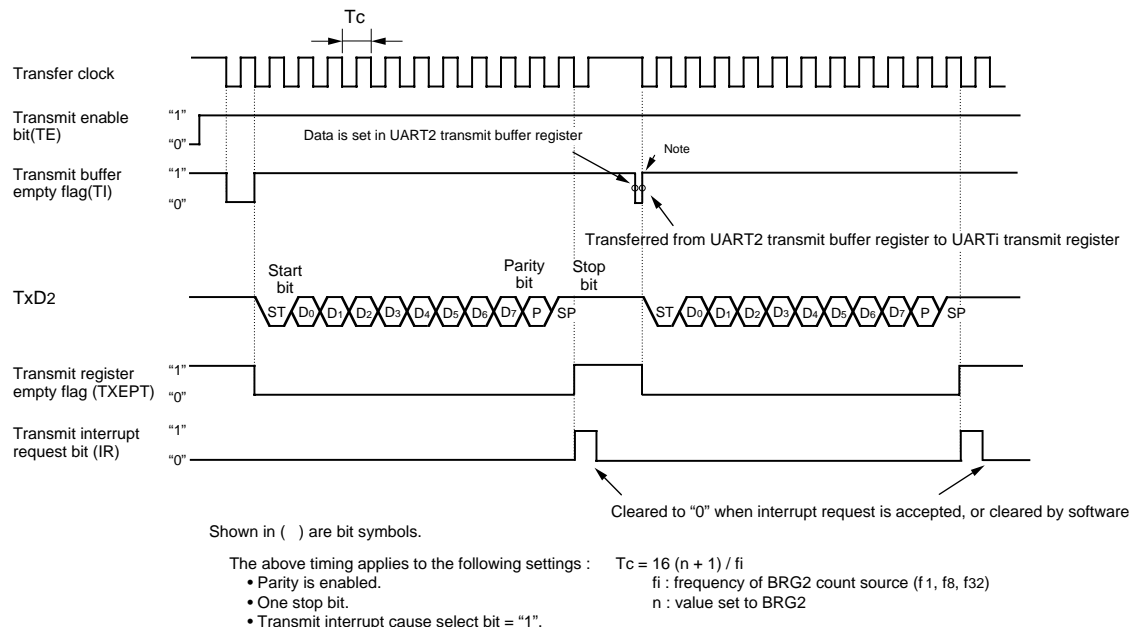 Tc
Transfer clock
Transmit enable
bit(TE)
“1”
“0”
Data is set in UART2 transmit buffer register
Note
Transmit buffer
empty flag(TI)
“1”
“0”
Transferred from UART2 transmit buffer register to UARTi transmit register
Start
bit
Parity
bit
Stop
bit
TxD2
ST D0 D1 D2 D3 D4 D5 D6 D7 P SP
ST D0 D1 D2 D3 D4 D5 D6 D7 P SP
Transmit register
empty flag (TXEPT)
“1”
“0”
Transmit interrupt
request bit (IR)
“1”
“0”
Cleared to “0” when interrupt request is accepted, or cleared by software
Shown in ( ) are bit symbols.
The above timing applies to the following settings :
• Parity is enabled.
• One stop bit.
• Transmit interrupt cause select bit = “1”.
Tc = 16 (n + 1) / fi
fi : frequency of BRG2 count source (f1, f8, f32)
n : value set to BRG2